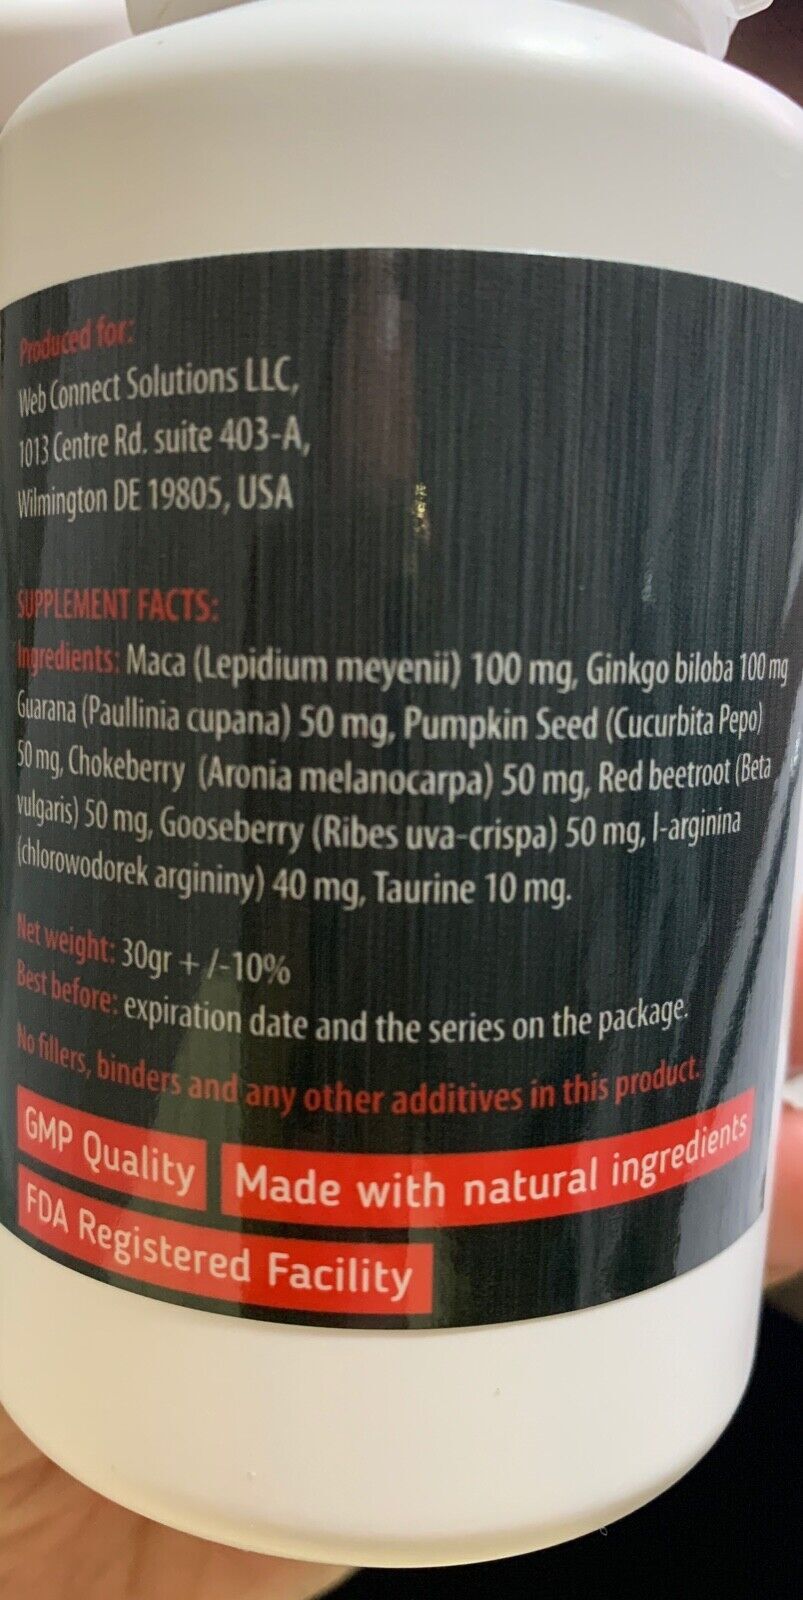 Produced for:
Web Connect Solutions LLC,
1013 Centre Rd. suite 403-A,
Wilmington DE 19805, USA
SUPPLEMENT FACTS:
Ingredients: Maca (Lepidium meyenii) 100 mg, Ginkgo biloba 100 mg
Guarana (Paullinia cupana) 50 mg, Pumpkin Seed (Cucurbita Pepo)
50 mg, Chokeberry (Aronia melanocarpa) 50 mg, Red beetroot (Beta
vulgaris) 50 mg, Gooseberry (Ribes uva-crispa) 50 mg, l-arginina
(chlorowodorek argininy) 40 mg, Taurine 10 mg.
Net weight: 30gr + /-10%
Best before: expiration date and the series on the package.
No fillers, binders and any other additives in this product.
GMP Quality Made with natural ingredients
FDA Registered Facility